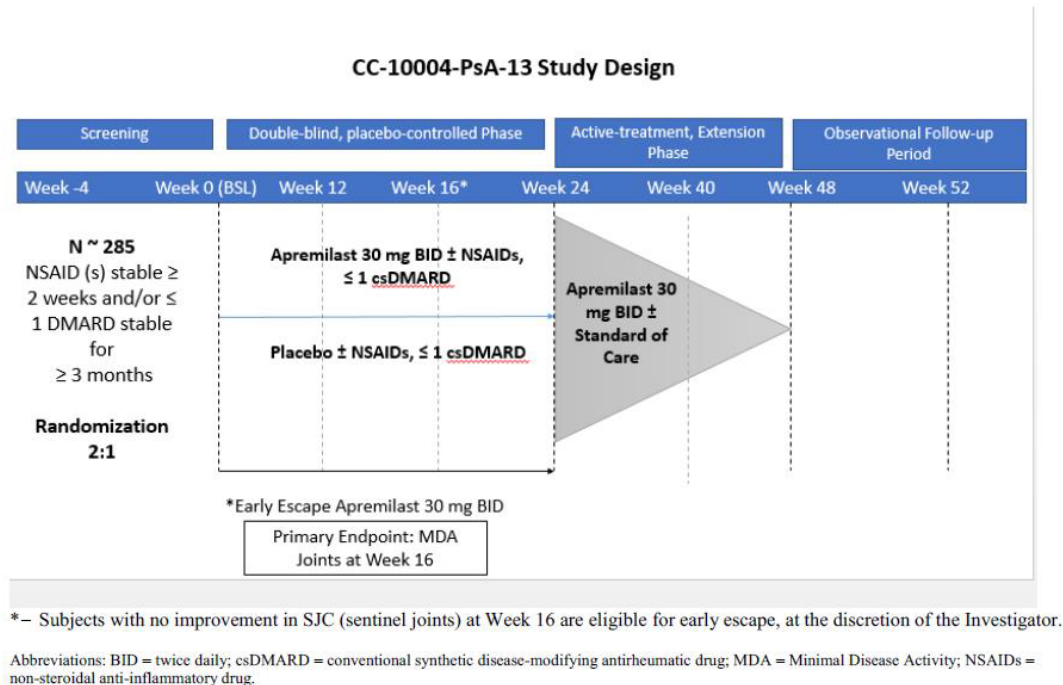 CC-10004-PsA-13 Study Design
Screening
Double-blind, placebo-controlled Phase
Active-treatment, Extension
Phase
Observational Follow-up
Period
Week -4
Week 0 (BSL)
Week 12
Week 16*
Week 24
Week 40
Week 48
Week 52
N ~ 285
NSAID (s) stable ≥
2 weeks and/or ≤
1 DMARD stable
for
≥ 3 months
Randomization
2:1
Apremilast 30 mg BID ± NSAIDs,
≤ 1 csDMARD
Placebo ± NSAIDs, ≤ 1 csDMARD
Apremilast 30
mg BID ±
Standard of
Care
*Early Escape Apremilast 30 mg BID
Primary Endpoint: MDA
Joints at Week 16
*– Subjects with no improvement in SJC (sentinel joints) at Week 16 are eligible for early escape, at the discretion of the Investigator.
Abbreviations: BID = twice daily; csDMARD = conventional synthetic disease-modifying antirheumatic drug; MDA = Minimal Disease Activity; NSAIDs =
non-steroidal anti-inflammatory drug.